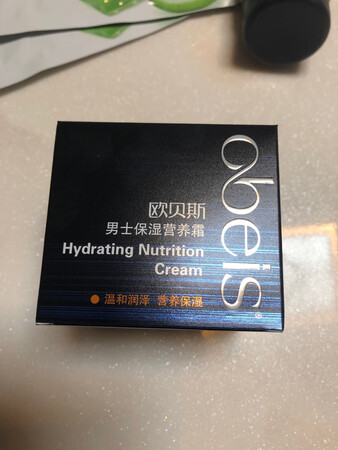 欧贝斯
男士保湿营养霜
Hydrating Nutrition
Cream
温和润泽 营养保湿
obeis